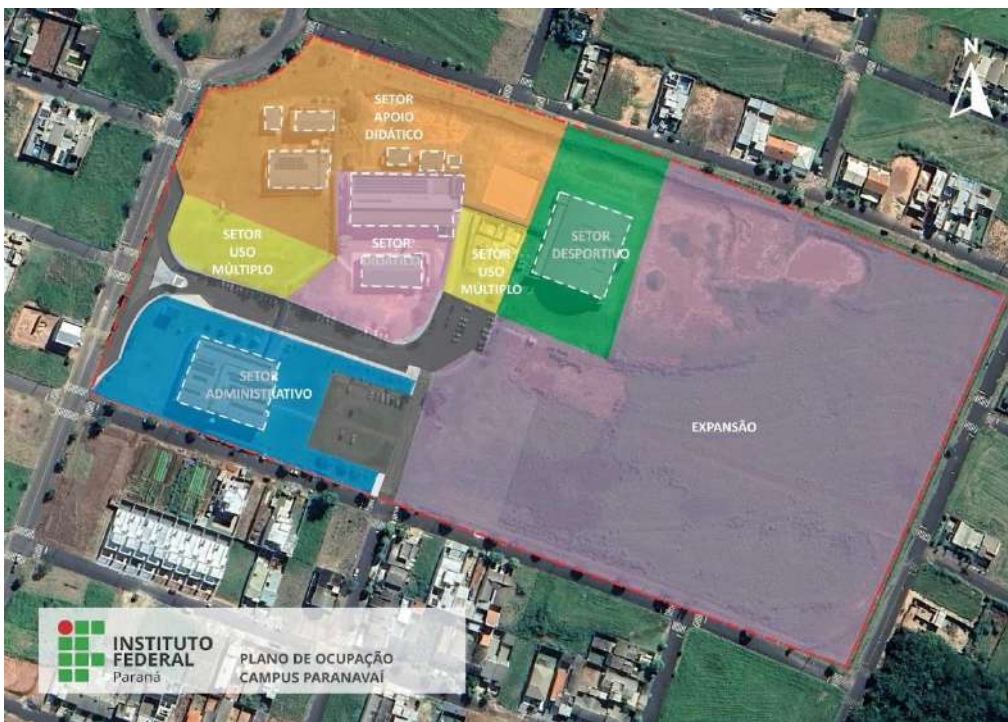 N
SETOR
APOIO
DIDÁTICO
SETOR
USO
MÚLTIPLO
SETOR
DIDÁTICO
SETOR
USO
MÚLTIPLO
SETOR
DESPORTIVO
SETOR
ADMINISTRATIVO
EXPANSÃO
INSTITUTO
FEDERAL
Paraná
PLANO DE OCUPAÇÃO
CAMPUS PARANAVAÍ